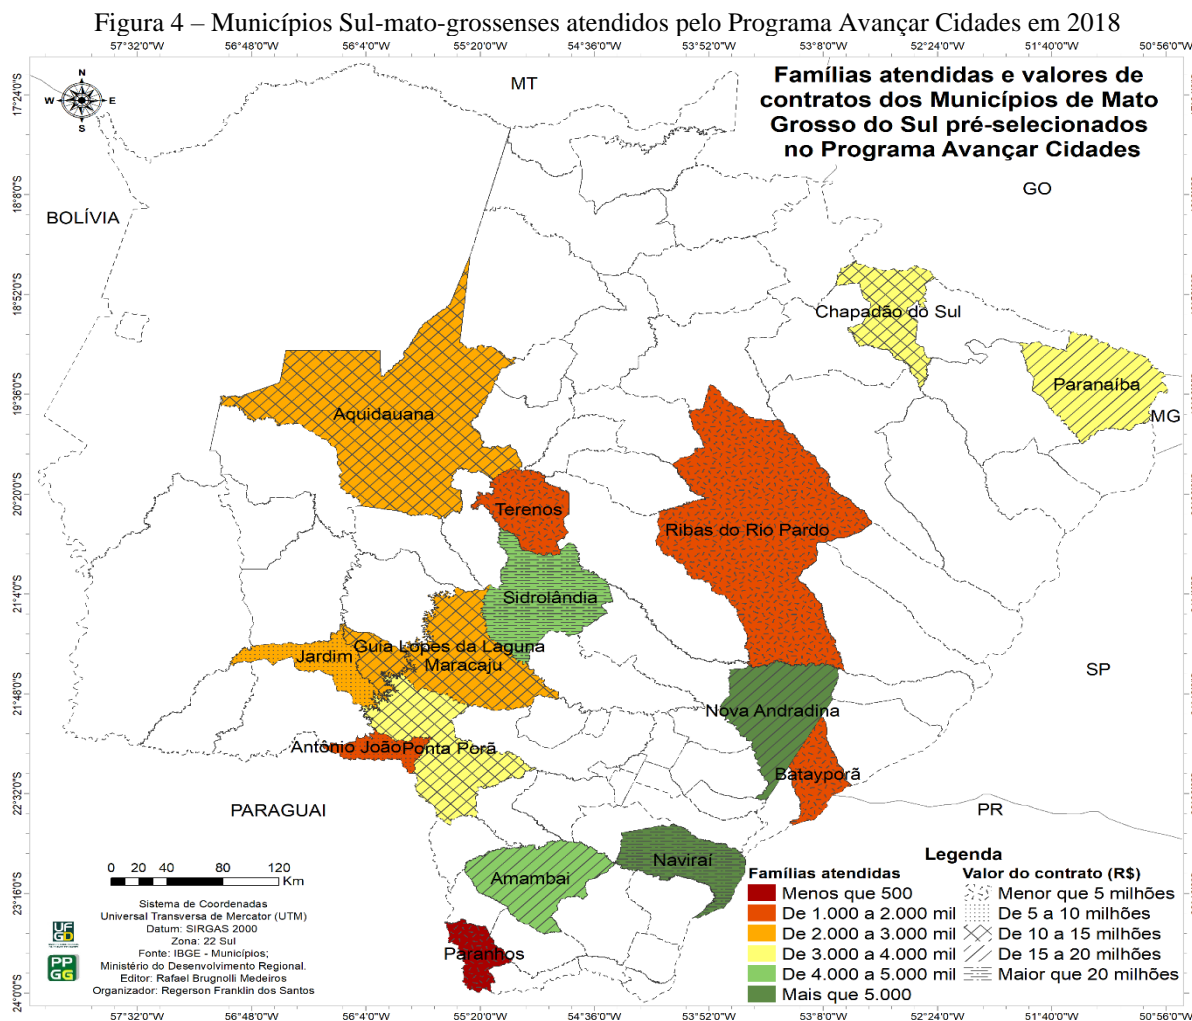 Figura 4 – Municípios Sul-mato-grossenses atendidos pelo Programa Avançar Cidades em 2018
57°32'0"W 56°48'0"W 56°4'0"W 55°20'0"W 54°36'0"W 53°52'0"W 53°8'0"W 52°24'0"W 51°40'0"W 50°56'0"W
Famílias atendidas e valores de
contratos dos Municípios de Mato
Grosso do Sul pré-selecionados
no Programa Avançar Cidades
N
W E
S
MT
GO
BOLÍVIA
17°24'0"S
18°8'0"S
18°52'0"S
19°36'0"S
20°20'0"S
21°4'0"S
21°48'0"S
22°32'0"S
23°16'0"S
24°0'0"S
Chapadão do Sul
Paranaíba
MG
Aquidauana
Terenos
Ribas do Rio Pardo
Sidrolândia
Guia Lopes da Laguna
Jardim
Maracaju
SP
Nova Andradina
Antônio João
Ponta Porã
Batayporã
PARAGUAI
PR
Naviraí
Amambai
Paranhos
0 20 40 80 120
Km
Sistema de Coordenadas
Universal Transversa de Mercator (UTM)
Datum: SIRGAS 2000
Zona: 22 Sul
Fonte: IBGE - Municípios;
Ministério do Desenvolvimento Regional.
Editor: Rafael Brugnolli Medeiros
Organizador: Regerson Franklin dos Santos
UF
GD
PP
GG
Legenda
Famílias atendidas
Menos que 500
De 1.000 a 2.000 mil
De 2.000 a 3.000 mil
De 3.000 a 4.000 mil
De 4.000 a 5.000 mil
Mais que 5.000
Valor do contrato (R$)
Menor que 5 milhões
De 5 a 10 milhões
De 10 a 15 milhões
De 15 a 20 milhões
Maior que 20 milhões
57°32'0"W 56°48'0"W 56°4'0"W 55°20'0"W 54°36'0"W 53°52'0"W 53°8'0"W 52°24'0"W 51°40'0"W 50°56'0"W